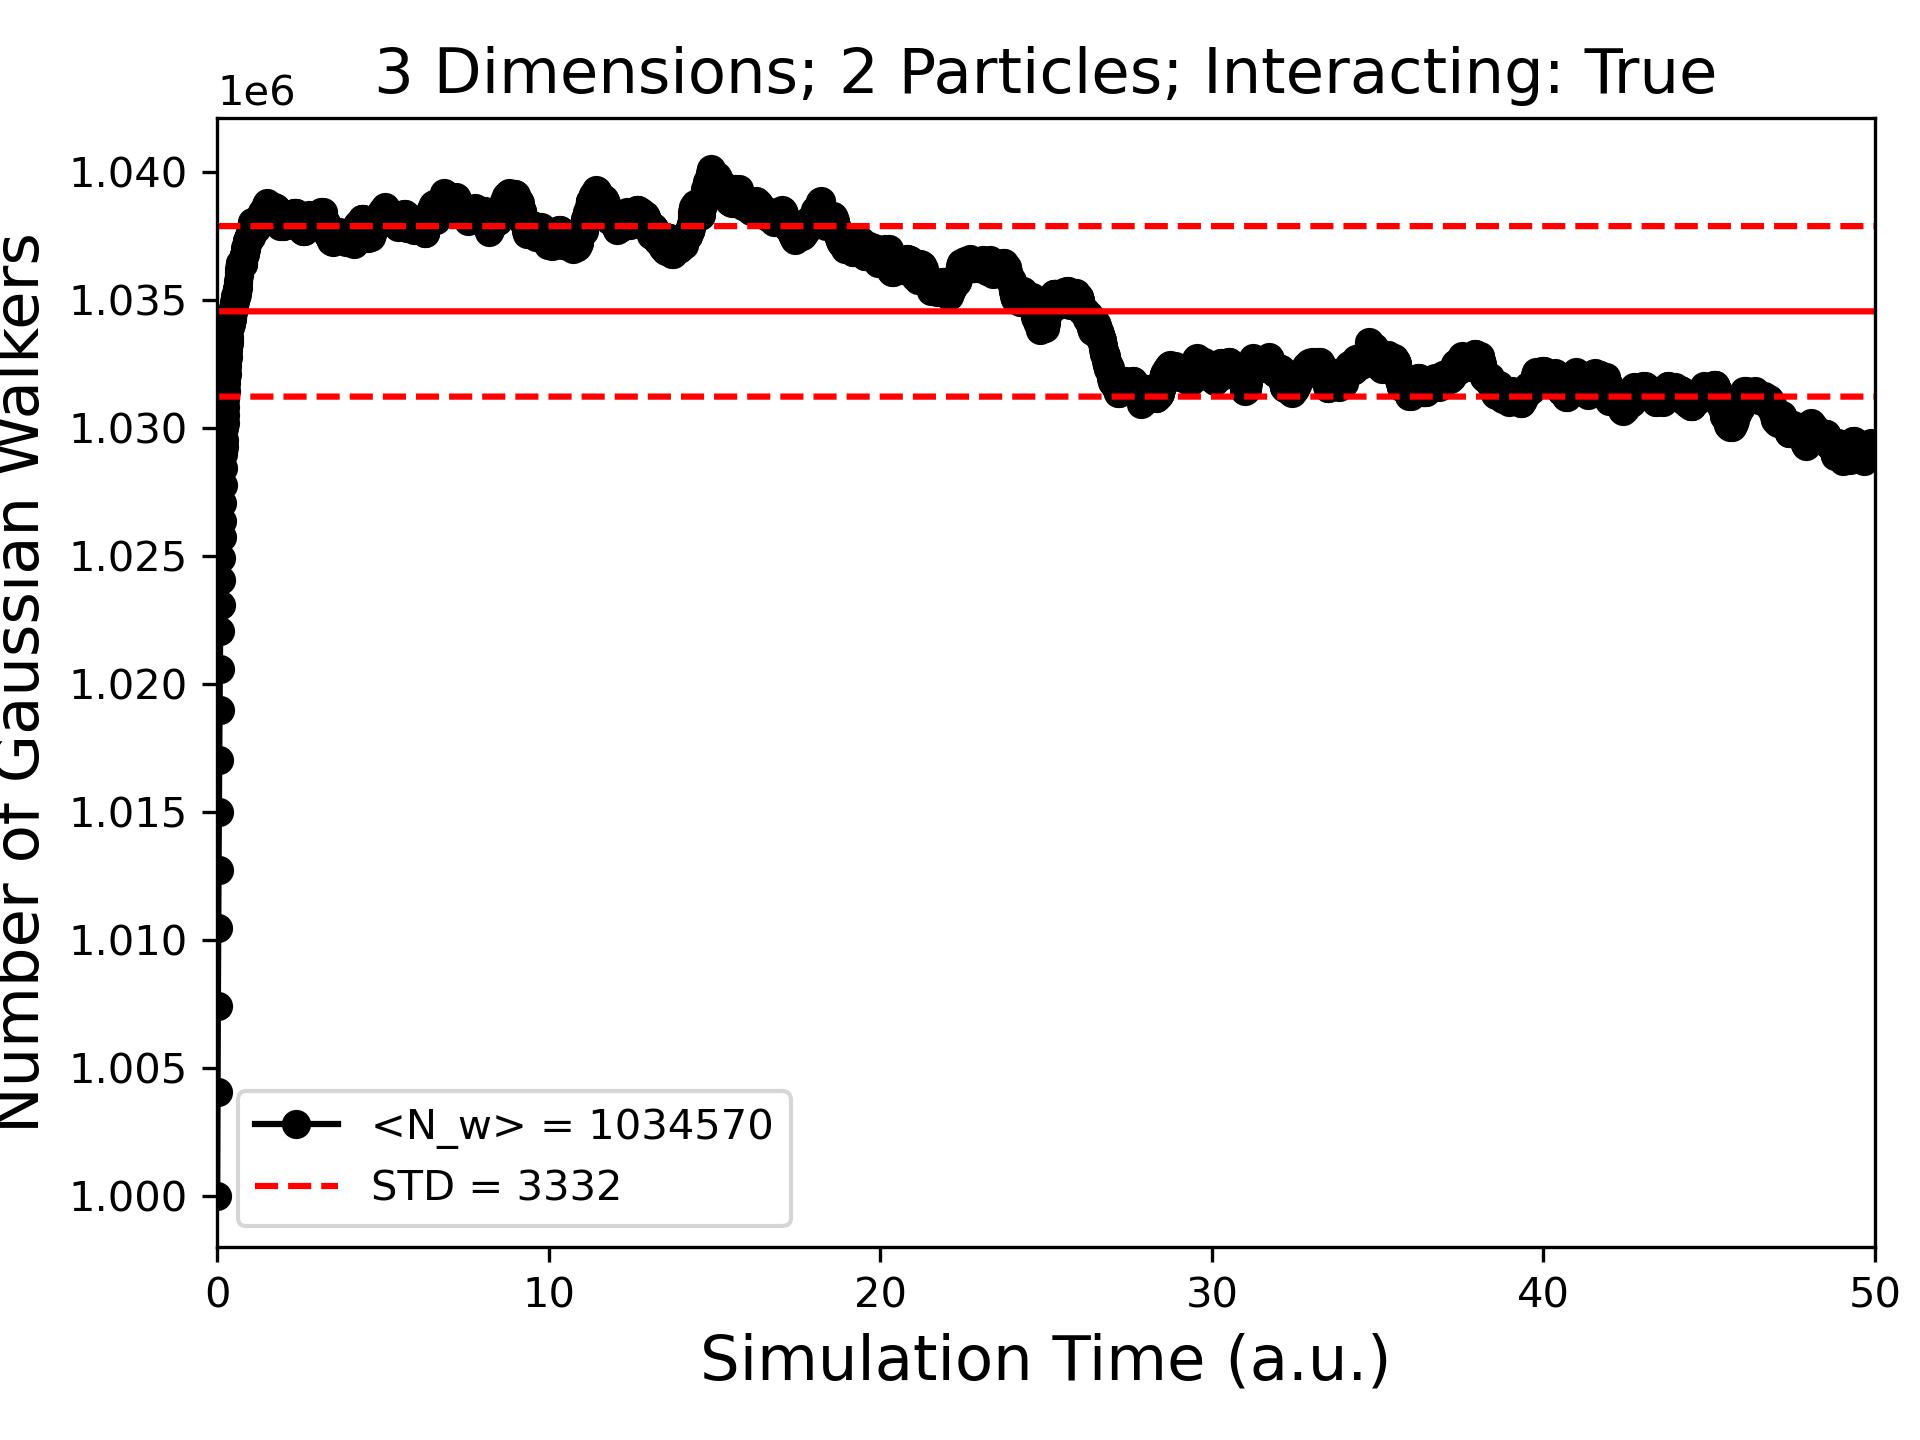 3 Dimensions; 2 Particles; Interacting: True
1e6
1.040
1.035
1.030
1.025
1.020
1.015
1.010
1.005
1.000
Number of Gaussian Walkers
<N_w> = 1034570
STD = 3332
0 10 20 30 40 50
Simulation Time (a.u.)